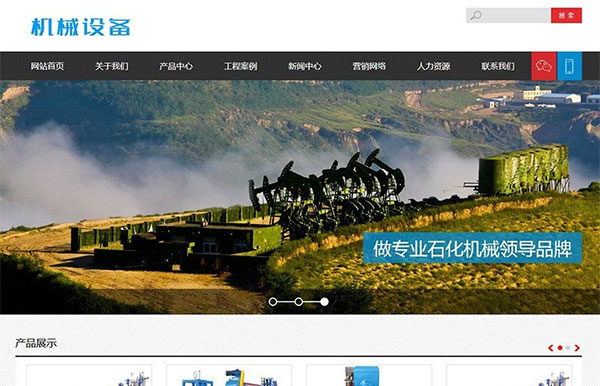 机械设备
搜索
网站首页 关于我们 产品中心 工程案例 新闻中心 营销网络 人力资源 联系我们
做专业石化机械领导品牌
产品展示